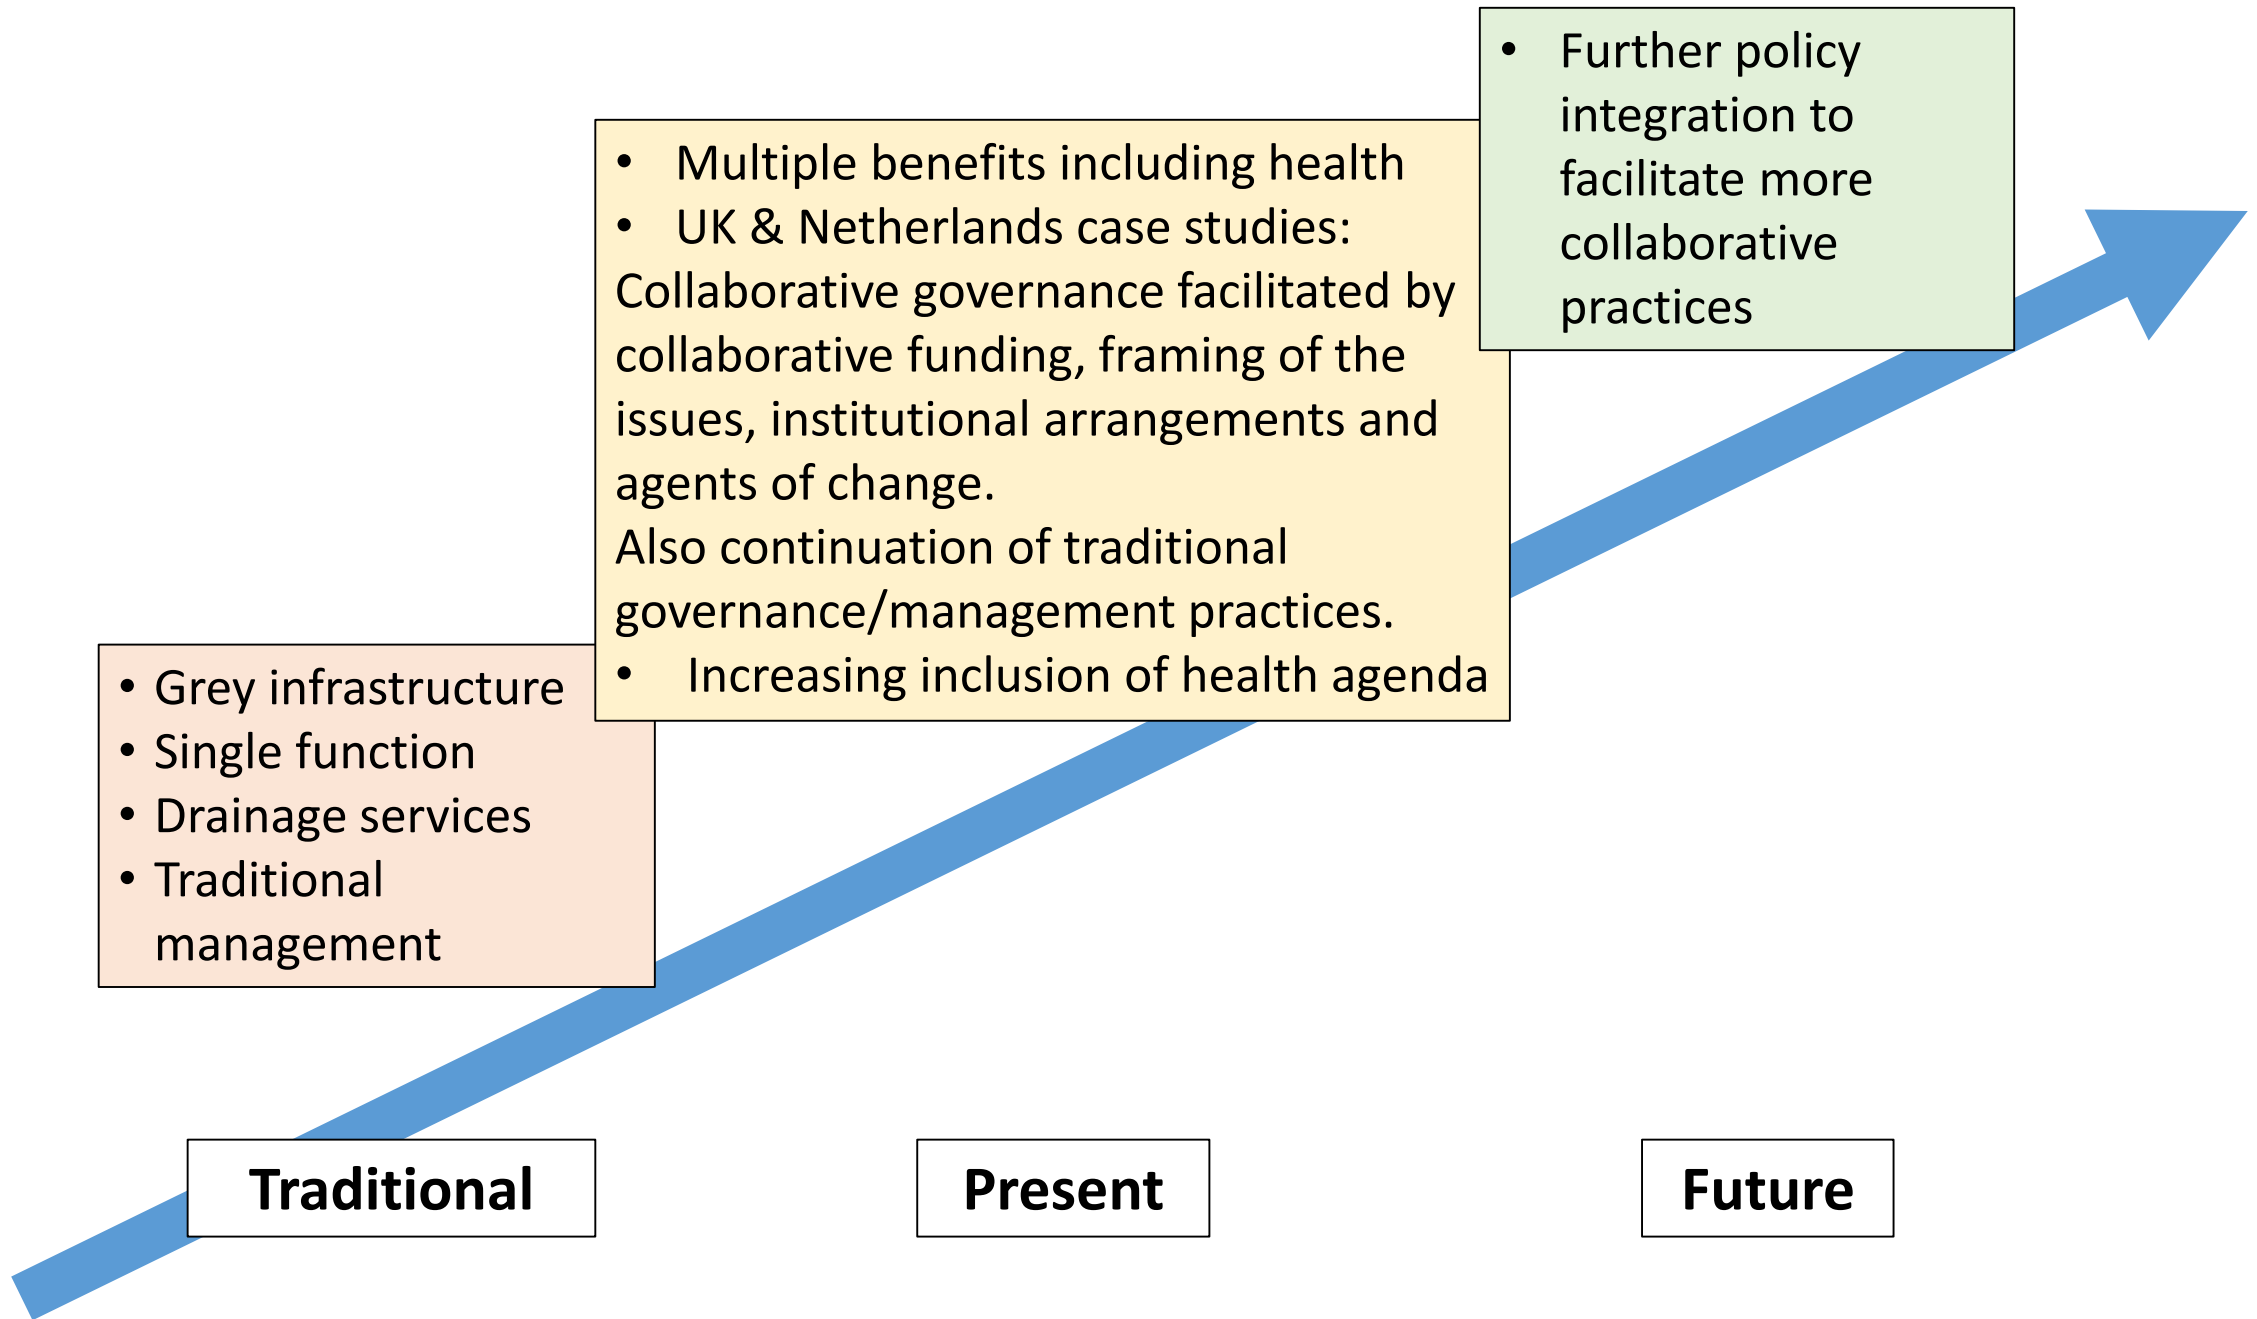 • Grey infrastructure
• Single function
• Drainage services
• Traditional
management
• Multiple benefits including health
• UK & Netherlands case studies:
Collaborative governance facilitated by
collaborative funding, framing of the
issues, institutional arrangements and
agents of change.
Also continuation of traditional
governance/management practices.
• Increasing inclusion of health agenda
• Further policy
integration to
facilitate more
collaborative
practices
Traditional
Present
Future